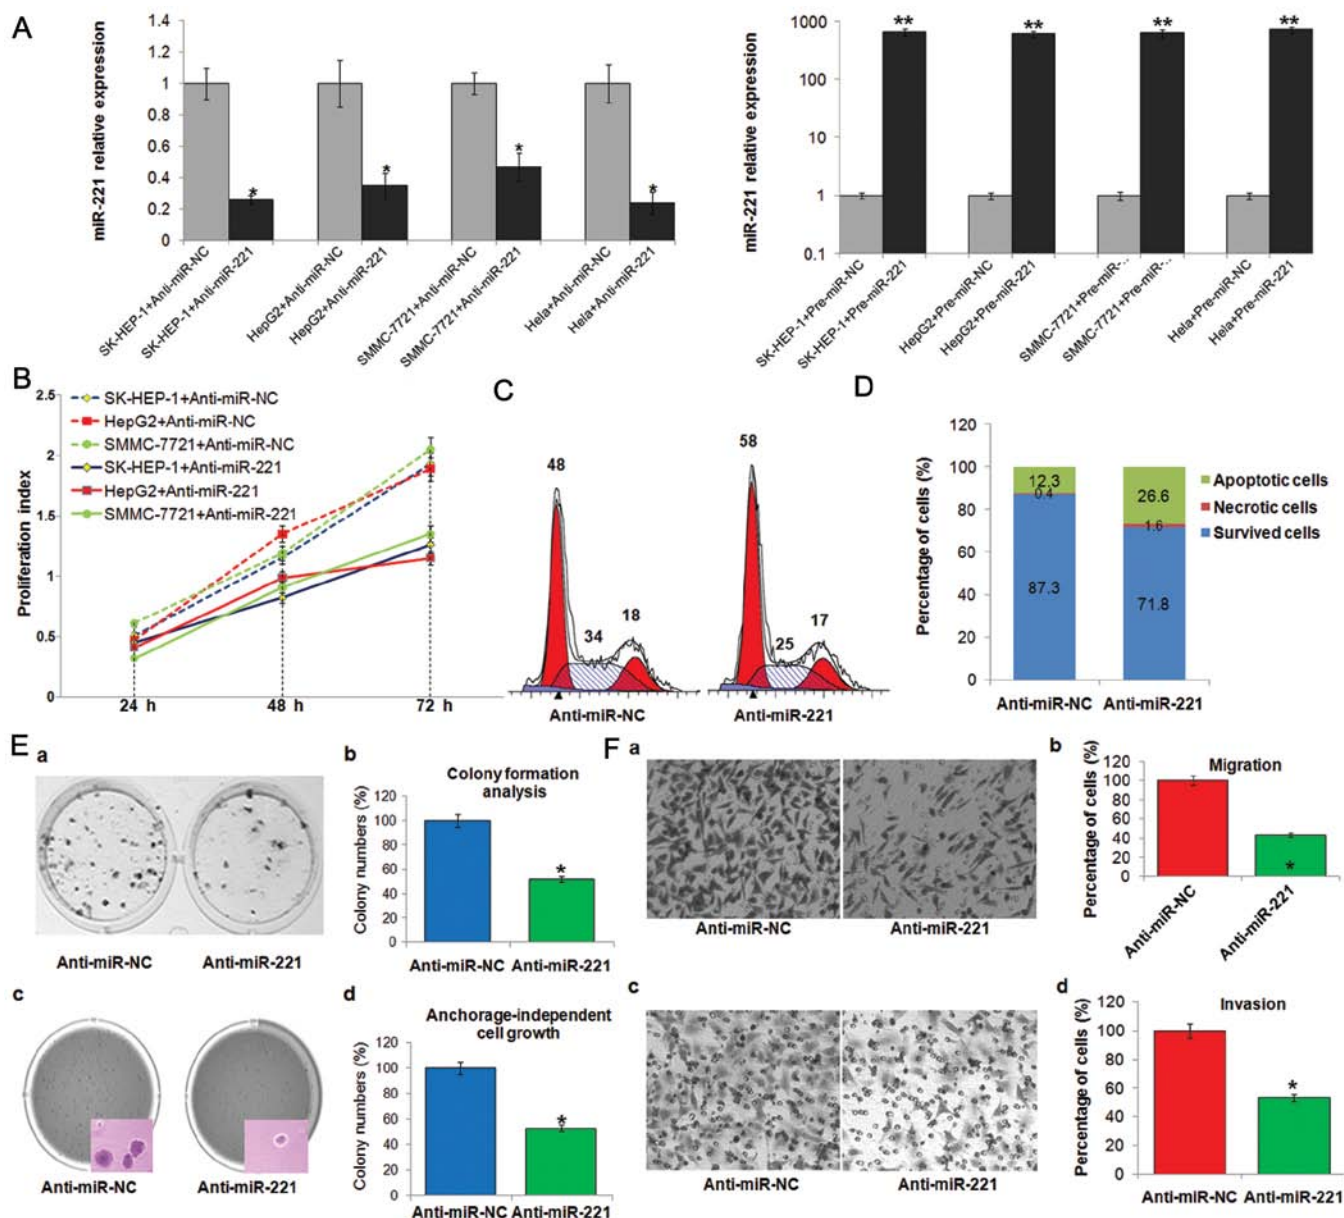 A
miR-221 relative expression
1.4
1.2
1
0.8
0.6
0.4
0.2
0
*
*
*
*
SK-HEP-1+Anti-miR-NC
SK-HEP-1+Anti-miR-221
HepG2+Anti-miR-NC
HepG2+Anti-miR-221
SMMC-7721+Anti-miR-NC
SMMC-7721+Anti-miR-221
Hela+Anti-miR-NC
Hela+Anti-miR-221
miR-221 relative expression
1000
100
10
1
0.1
**
**
**
**
SK-HEP-1+Pre-miR-NC
SK-HEP-1+Pre-miR-221
HepG2+Pre-miR-NC
HepG2+Pre-miR-221
SMMC-7721+Pre-miR-...
SMMC-7721+Pre-miR-...
Hela+Pre-miR-NC
Hela+Pre-miR-221
B
Proliferation index
2.5
2
1.5
1
0.5
0
SK-HEP-1+Anti-miR-NC
HepG2+Anti-miR-NC
SMMC-7721+Anti-miR-NC
SK-HEP-1+Anti-miR-221
HepG2+Anti-miR-221
SMMC-7721+Anti-miR-221
24 h
48 h
72 h
C
48
34
18
Anti-miR-NC
58
25
17
Anti-miR-221
D
Percentage of cells (%)
120
100
80
60
40
20
0
12.3
0.4
87.3
26.6
1.6
71.8
Anti-miR-NC
Anti-miR-221
Apoptotic cells
Necrotic cells
Survived cells
E
a
Anti-miR-NC
Anti-miR-221
b
Colony formation
analysis
Colony numbers (%)
120
100
80
60
40
20
0
*
Anti-miR-NC
Anti-miR-221
c
Anti-miR-NC
Anti-miR-221
d
Anchorage-independent
cell growth
Colony numbers (%)
120
100
80
60
40
20
0
*
Anti-miR-NC
Anti-miR-221
F
a
Anti-miR-NC
Anti-miR-221
b
Migration
Percentage of cells (%)
120
100
80
60
40
20
0
*
Anti-miR-NC
Anti-miR-221
c
Anti-miR-NC
Anti-miR-221
d
Invasion
Percentage of cells (%)
120
100
80
60
40
20
0
*
Anti-miR-NC
Anti-miR-221